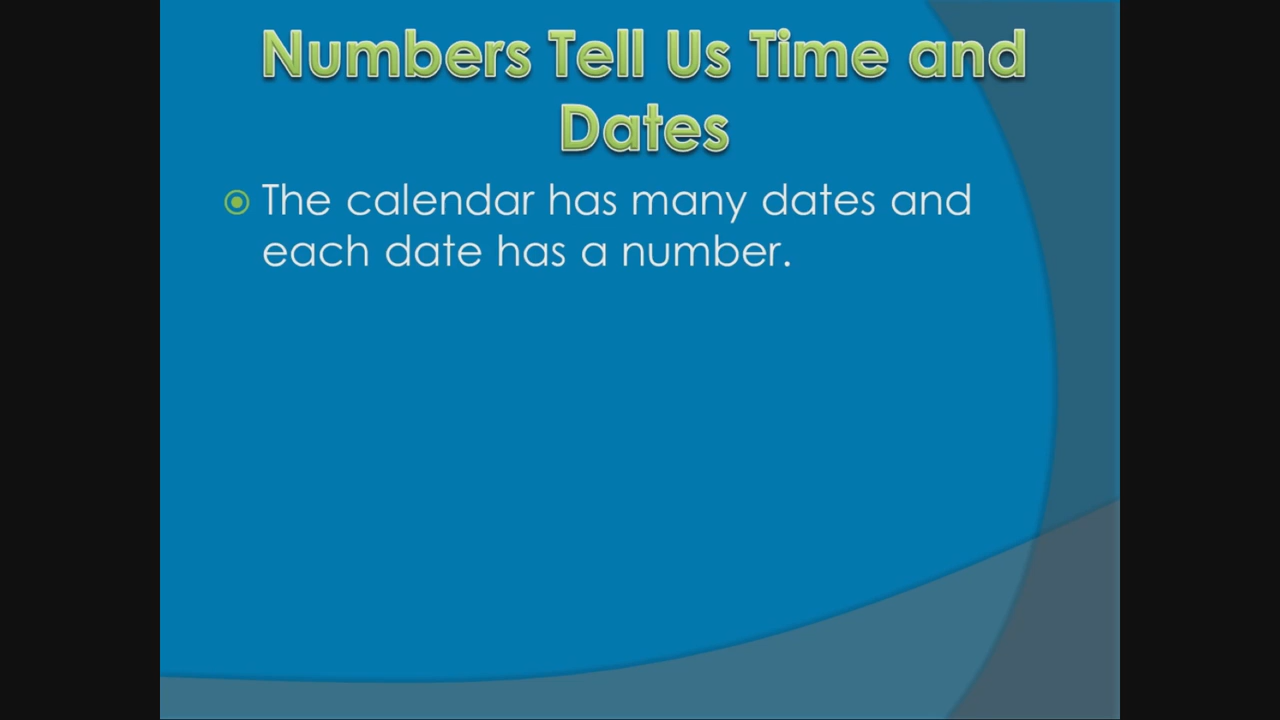 Numbers Tell Us Time and
Dates
The calendar has many dates and
each date has a number.